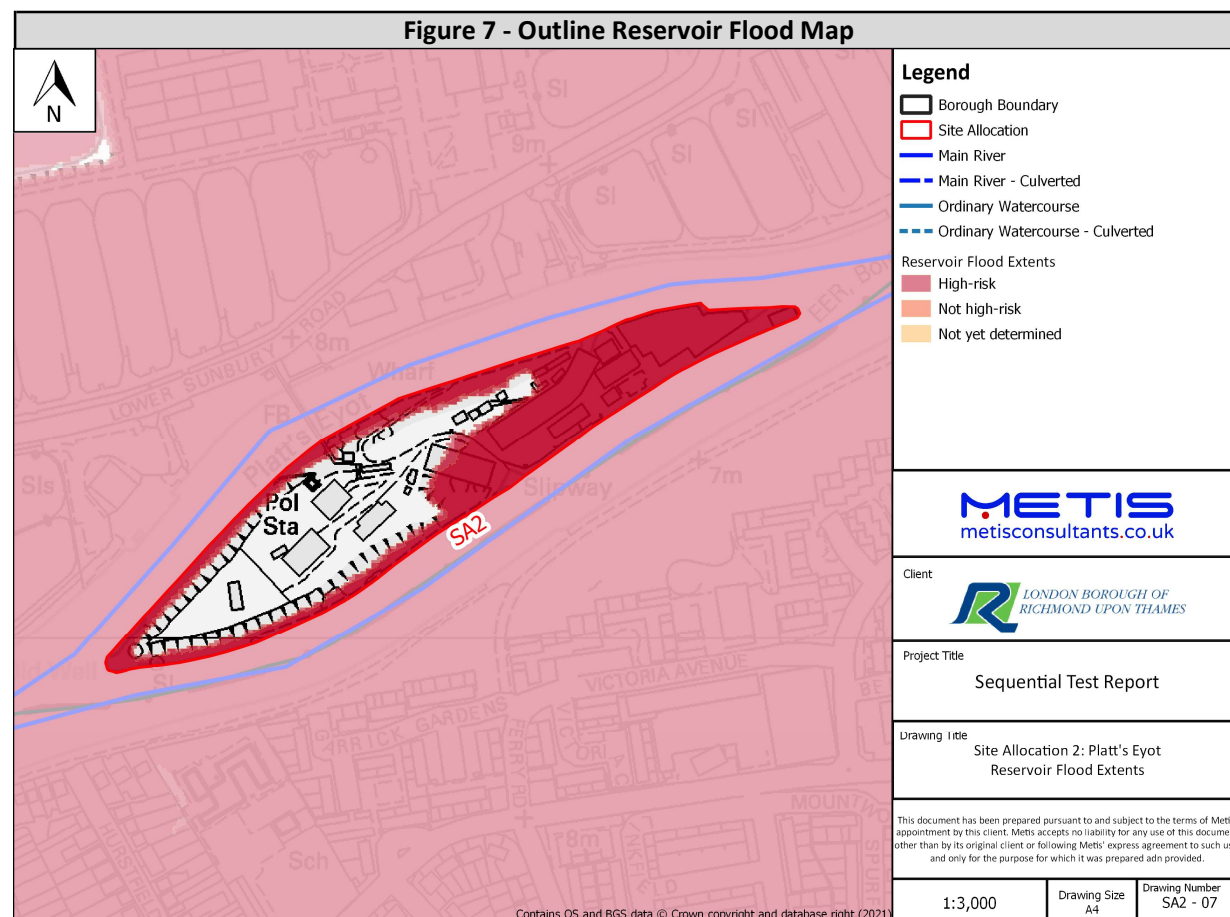 Figure 7 - Outline Reservoir Flood Map
N
SI
SI
9m
SI
SI
LOWER SUNBURY ROAD
8m
Wharf
FB
Platt's Eyot
SIs
Pol
Sta
Slipway
7m
SA2
SI
VICTORIA AVENUE
GARRICK GARDENS
FERRY RD
8m
Sch
Contains OS and BGS data © Crown copyright and database right (2021)
Legend
Borough Boundary
Site Allocation
Main River
Main River - Culverted
Ordinary Watercourse
Ordinary Watercourse - Culverted
Reservoir Flood Extents
High-risk
Not high-risk
Not yet determined
METIS
metisconsultants.co.uk
Client
LONDON BOROUGH OF
RICHMOND UPON THAMES
Project Title
Sequential Test Report
Drawing Title
Site Allocation 2: Platt's Eyot
Reservoir Flood Extents
This document has been prepared pursuant to and subject to the terms of Meti
appointment by this client. Metis accepts no liability for any use of this docume
other than by its original client or following Metis' express agreement to such us
and only for the purpose for which it was prepared adn provided.
1:3,000
Drawing Size
A4
Drawing Number
SA2 - 07